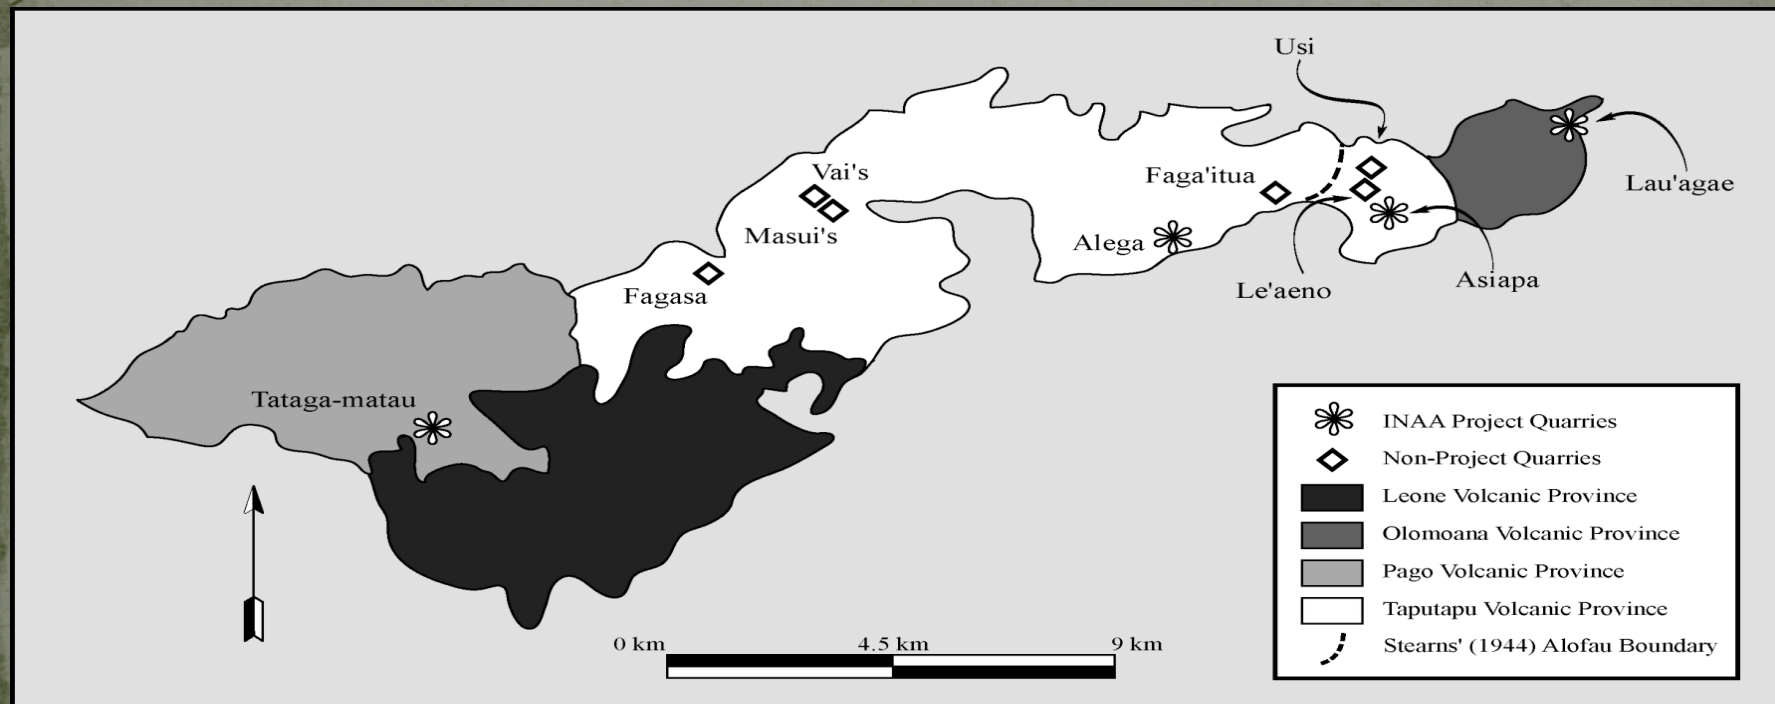 Usi
Vai's
Faga'itua
Lau'agae
Masui's
Alega
Fagasa
Le'aeno
Asiapa
Tataga-matau
0 km
4.5 km
9 km
INAA Project Quarries
Non-Project Quarries
Leone Volcanic Province
Olomoana Volcanic Province
Pago Volcanic Province
Taputapu Volcanic Province
Stearns' (1944) Alofau Boundary